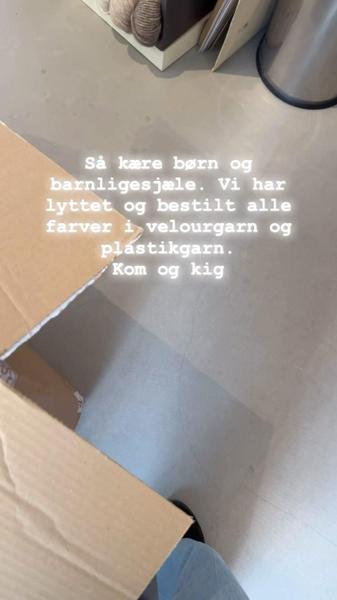 Så kære børn og
barnligesjæle. Vi har
lyttet og bestilt alle
farver i velourgarn og
plastikgarn.
Kom og kig